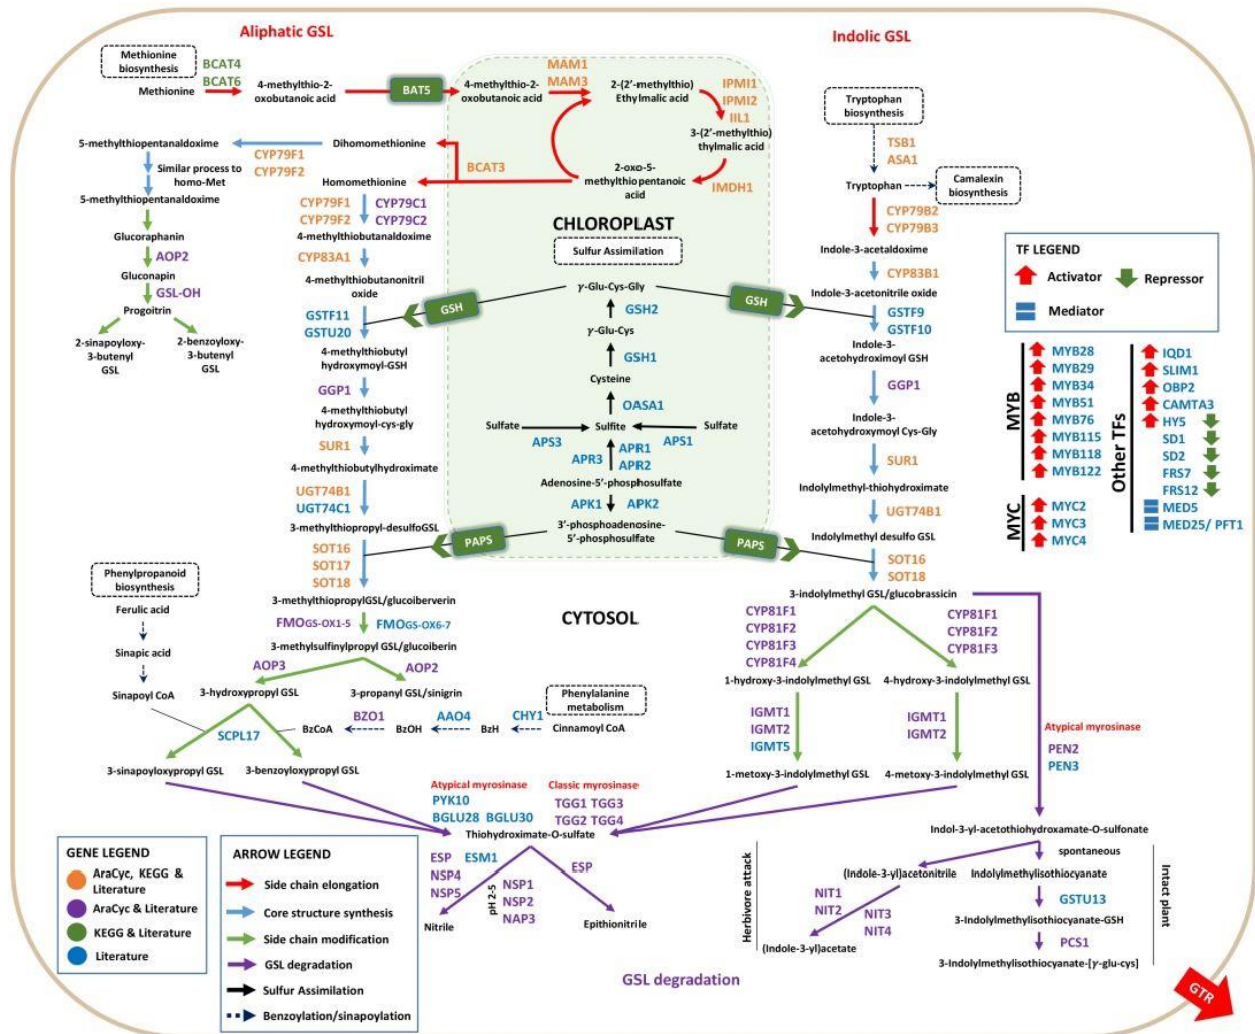 Aliphatic GSL
Indolic GSL
Methionine
biosynthesis
BCAT4
BCAT6
Methionine
4-methylthio-2-
oxobutanoic acid
BAT5
4-methylthio-2-
oxobutanoic acid
MAM1
MAM3
2-(2'-methylthio)
Ethylmalic acid
IPMI1
IPMI2
IIL1
3-(2'-methylthio)
thylmalic acid
IMDH1
2-oxo-5-
methylthiopentanoic
aciid
BCAT3
Dihomomethionine
CYP79F1
CYP79F2
5-methylthiopentanaldoxime
Similar process to
homo-Met
5-methylthiopentanaldoxime
Glucoraphanin
AOP2
Gluconapin
GSL-OH
Progoitrin
2-sinapoyloxy-
3-butenyl
GSL
2-benzoyloxy-
3-butenyl
GSL
Homomethionine
CYP79F1
CYP79F2
CYP79C1
CYP79C2
4-methylthiobutanaldoxime
CYP83A1
4-methylthiobutanonitril
oxide
GSTF11
GSTU20
4-methylthiobutyl
hydroxymoyl-GSH
GGP1
4-methylthiobutyl
hydroxymoyl-cys-gly
SUR1
4-methylthiobutylhydroximate
UGT74B1
UGT74C1
3-methylthiopropyl-desulfoGSL
SOT16
SOT17
SOT18
3-methylthiopropylGSL/glucoiberverin
FMOGS-OX1-5
FMOGS-OX6-7
3-methylsulfinylpropyl GSL/glucoiberin
AOP3
AOP2
3-hydroxypropyl GSL
3-propanyl GSL/sinigrin
CHLOROPLAST
Sulfur Assimilation
γ-Glu-Cys-Gly
GSH
GSH
GSH2
γ-Glu-Cys
GSH1
Cysteine
OASA1
Sulfate
Sulfite
Sulfate
APS3
APS1
APR3
APR1
APR2
Adenosine-5'-phosphosulfate
APK1
APK2
3'-phosphoadenosine-
5'-phosphosulfate
PAPS
PAPS
CYTOSOL
Phenylpropanoid
biosynthesis
Ferulic acid
Sinapic acid
Sinapoyl CoA
SCPL17
BzCoA
BZO1
BzOH
AAO4
BzH
CHY1
Cinnamoyl CoA
Phenylalanine
metabolism
3-sinapoyloxypropyl GSL
3-benzoyloxypropyl GSL
Tryptophan
biosynthesis
TSB1
ASA1
Tryptophan
Camalexin
biosynthesis
CYP79B2
CYP79B3
Indole-3-acetaldoxime
CYP83B1
Indole-3-acetonitrile oxide
GSTF9
GSTF10
Indole-3-
acetohydroximoyl GSH
GGP1
Indole-3-
acetohydroxymoyl Cys-Gly
SUR1
Indolylmethyl-thiohydroximate
UGT74B1
Indolylmethyl desulfo GSL
SOT16
SOT18
3-indolylmethyl GSL/glucobrassicin
CYP81F1
CYP81F2
CYP81F3
CYP81F4
CYP81F1
CYP81F2
CYP81F3
1-hydroxy-3-indolylmethyl GSL
4-hydroxy-3-indolylmethyl GSL
IGMT1
IGMT2
IGMT5
IGMT1
IGMT2
1-metoxy-3-indolylmethyl GSL
4-metoxy-3-indolylmethyl GSL
Atypical myrosinase
PEN2
PEN3
Atypical myrosinase
PYK10
BGLU28 BGLU30
Classic myrosinase
TGG1 TGG3
TGG2 TGG4
Thiohydroximate-O-sulfate
ESP
NSP4
NSP5
ESM1
pH 2-5
NSP1
NSP2
NAP3
ESP
Nitrile
Epithionitrile
Indol-3-yl-acetothiohydroxamate-O-sulfonate
spontaneous
(Indole-3-yl)acetonitrile
Indolylmethylisothiocyanate
NIT1
NIT2
NIT3
NIT4
GSTU13
3-Indolylmethylisothiocyanate-GSH
PCS1
(Indole-3-yl)acetate
3-Indolylmethylisothiocyanate-[γ-glu-cys]
Herbivore attack
Intact plant
GSL degradation
GTR
TF LEGEND
Activator
Repressor
Mediator
MYB
MYB28
MYB29
MYB34
MYB51
MYB76
MYB115
MYB118
MYB122
MYC
MYC2
MYC3
MYC4
Other TFs
IQD1
SLIM1
OBP2
CAMTA3
HY5
SD1
SD2
FRS7
FRS12
MED5
MED25/ PFT1
GENE LEGEND
AraCyc, KEGG &
Literature
AraCyc & Literature
KEGG & Literature
Literature
ARROW LEGEND
Side chain elongation
Core structure synthesis
Side chain modification
GSL degradation
Sulfur Assimilation
Benzoylation/sinapoylation